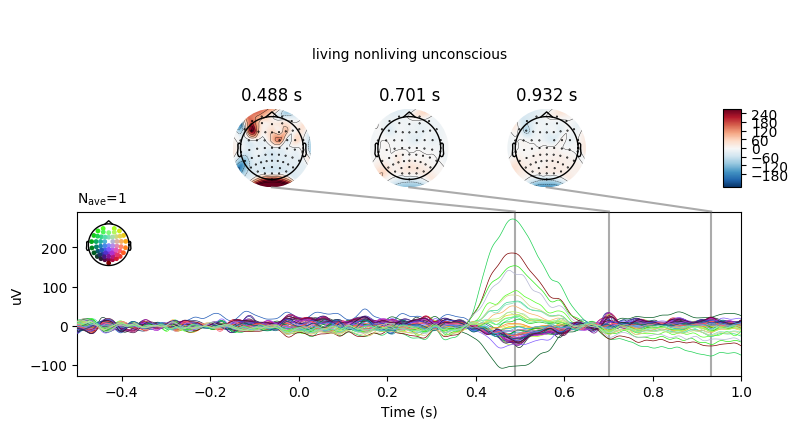 living nonliving unconscious
0.488 s 0.701 s 0.932 s
240
180
120
60
0
−60
−120
−180
Nave=1
200
100
0
−100
uV
−0.4 −0.2 0.0 0.2 0.4 0.6 0.8 1.0
Time (s)